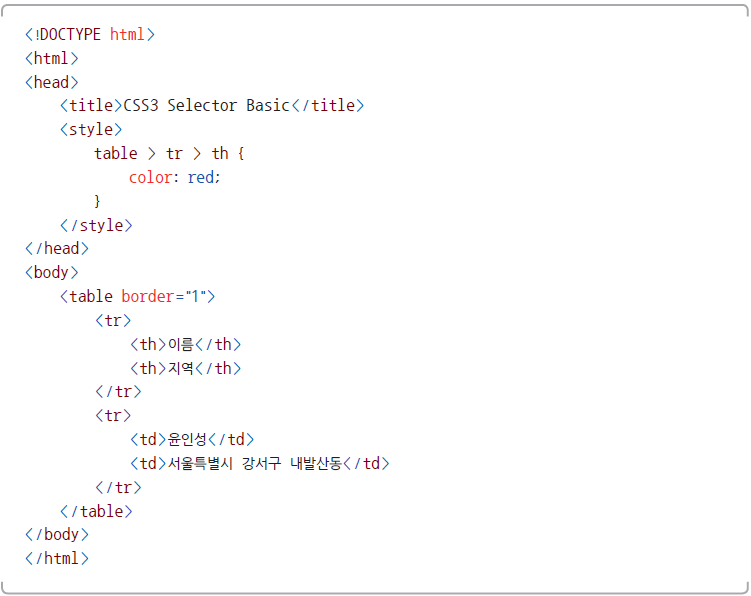 <!DOCTYPE html>
<html>
<head>
    <title>CSS3 Selector Basic</title>
    <style>
        table > tr > th {
            color: red;
        }
    </style>
</head>
<body>
    <table border="1">
        <tr>
            <th>이름</th>
            <th>지역</th>
        </tr>
        <tr>
            <td>윤인성</td>
            <td>서울특별시 강서구 내발산동</td>
        </tr>
    </table>
</body>
</html>